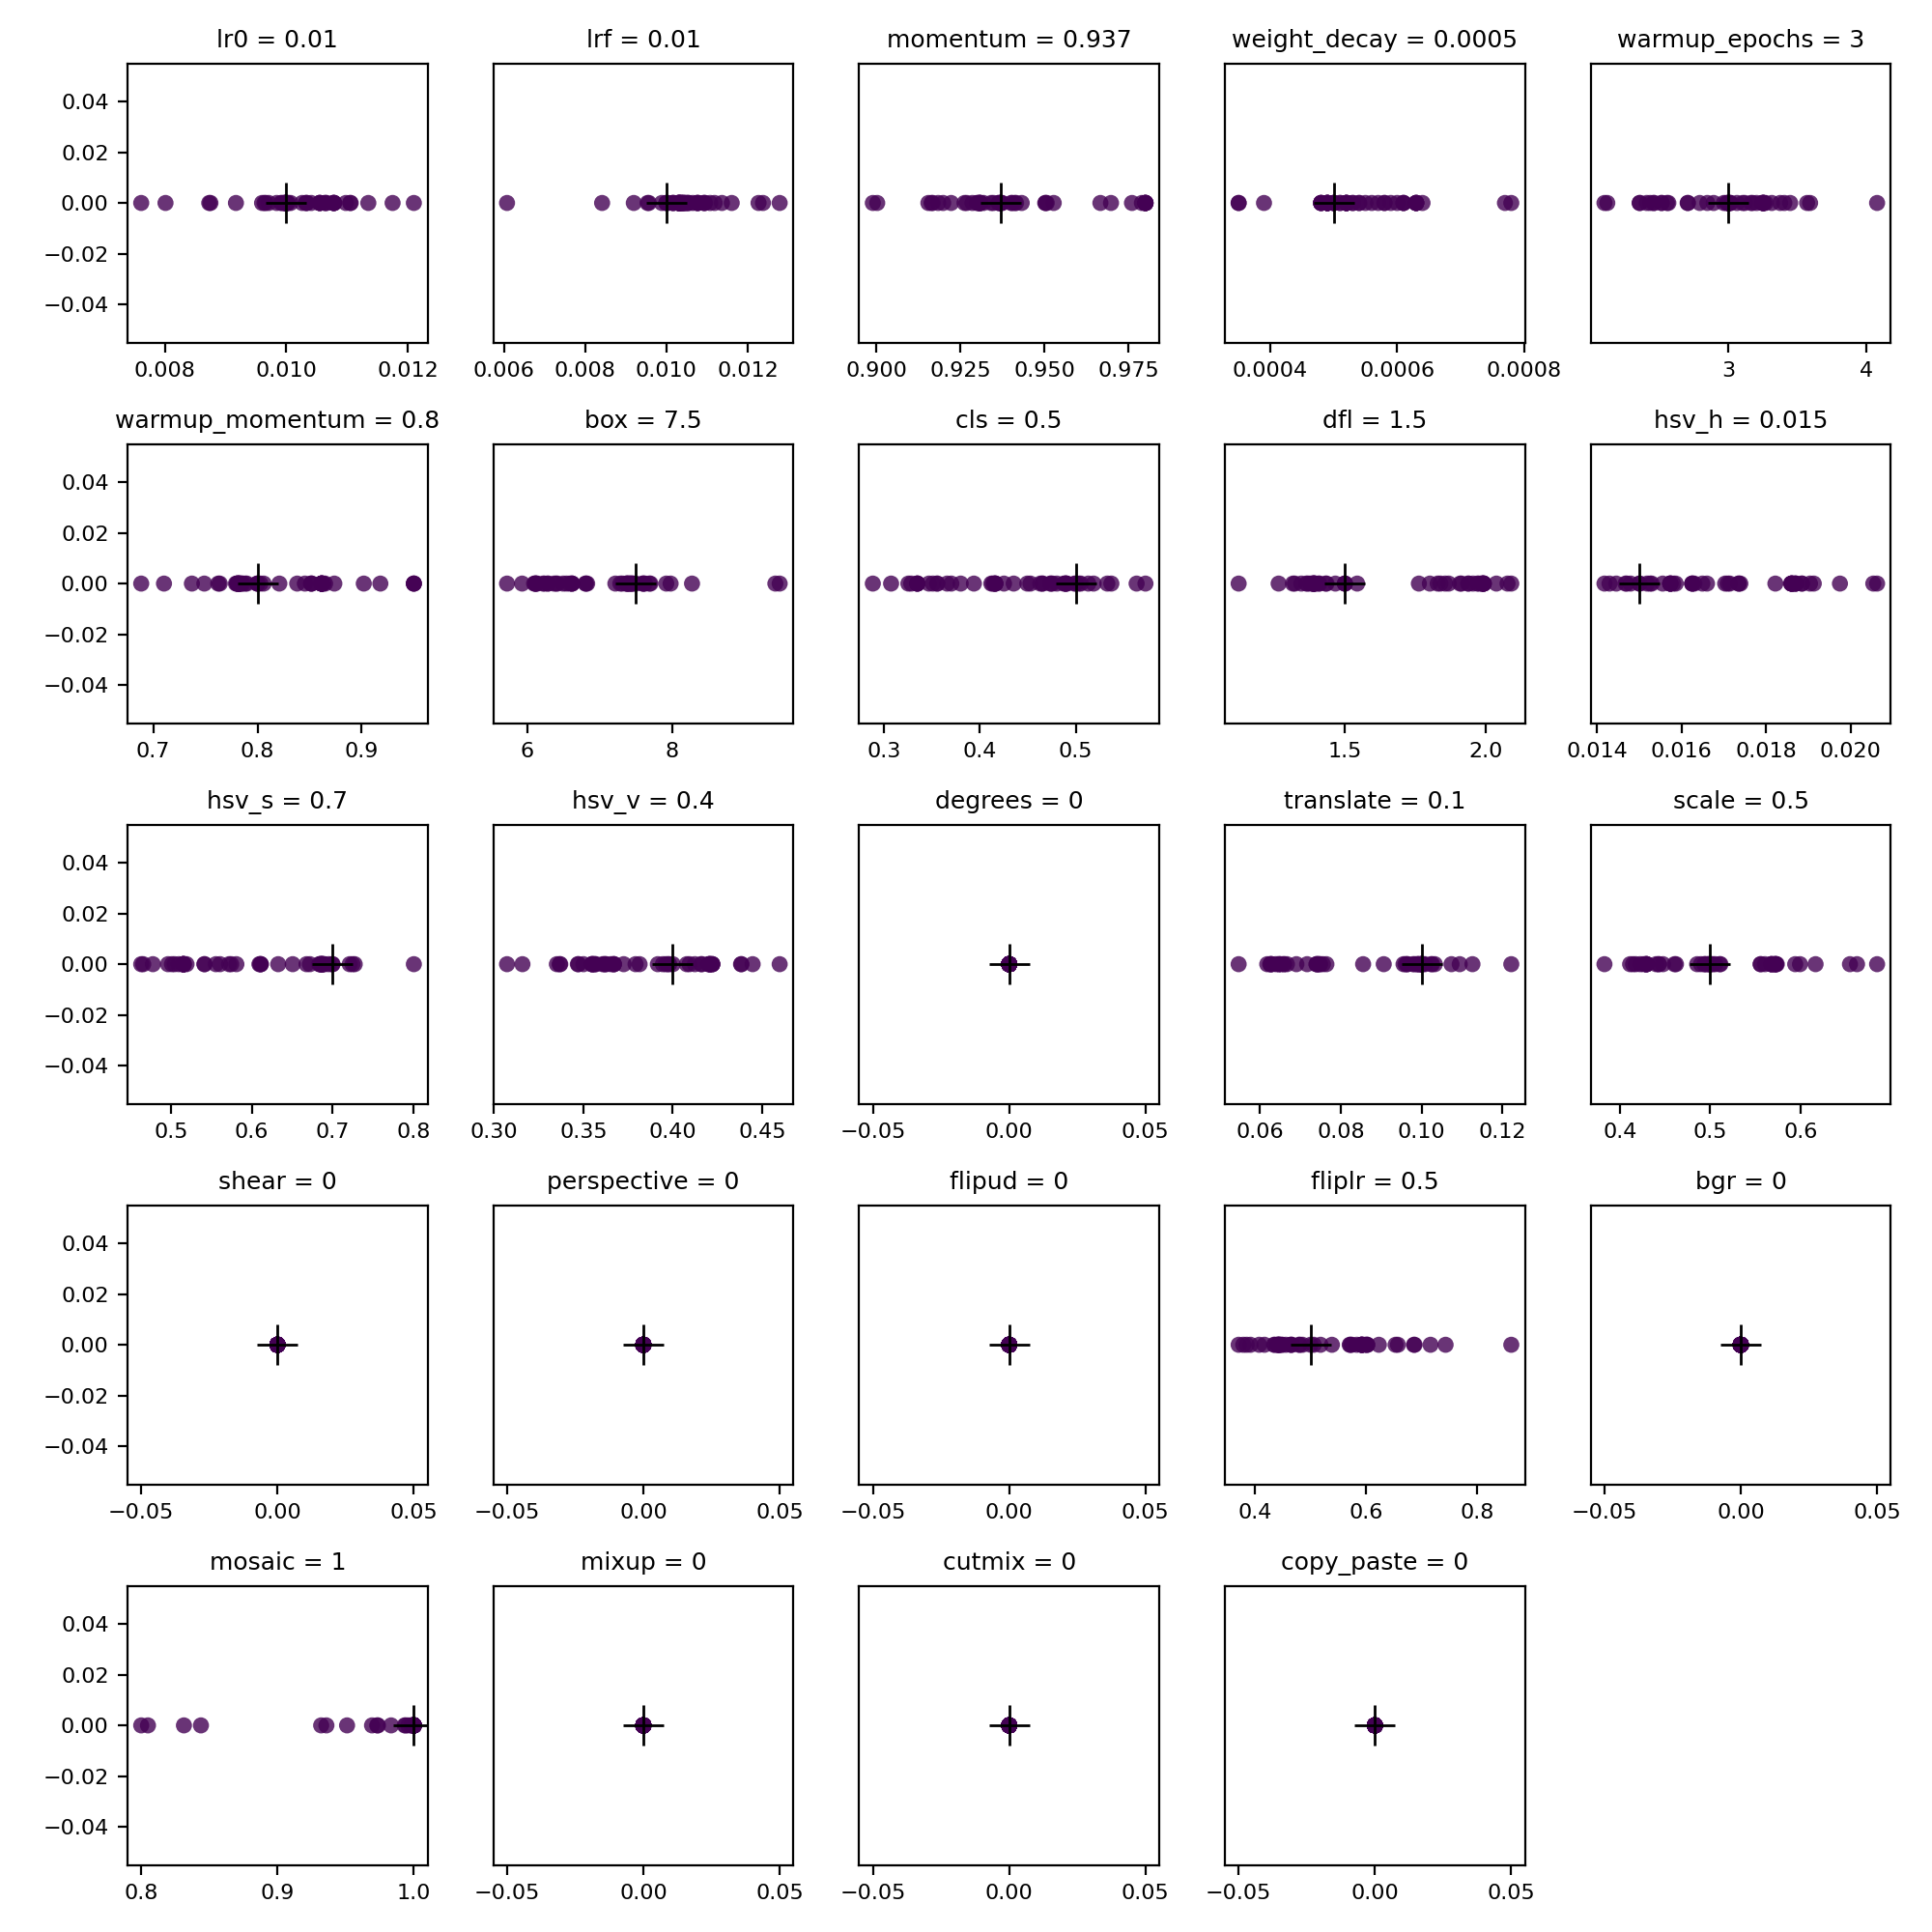 lr0 = 0.01 lrf = 0.01 momentum = 0.937 weight_decay = 0.0005 warmup_epochs = 3
0.04
0.02
0.00
−0.02
−0.04
0.008 0.010 0.012 0.006 0.008 0.010 0.012 0.900 0.925 0.950 0.975 0.0004 0.0006 0.0008 3 4
warmup_momentum = 0.8 box = 7.5 cls = 0.5 dfl = 1.5 hsv_h = 0.015
0.04
0.02
0.00
−0.02
−0.04
0.7 0.8 0.9 6 8 0.3 0.4 0.5 1.5 2.0 0.014 0.016 0.018 0.020
hsv_s = 0.7 hsv_v = 0.4 degrees = 0 translate = 0.1 scale = 0.5
0.04
0.02
0.00
−0.02
−0.04
0.5 0.6 0.7 0.8 0.30 0.35 0.40 0.45 −0.05 0.00 0.05 0.06 0.08 0.10 0.12 0.4 0.5 0.6
shear = 0 perspective = 0 flipud = 0 fliplr = 0.5 bgr = 0
0.04
0.02
0.00
−0.02
−0.04
−0.05 0.00 0.05 −0.05 0.00 0.05 −0.05 0.00 0.05 0.4 0.6 0.8 −0.05 0.00 0.05
mosaic = 1 mixup = 0 cutmix = 0 copy_paste = 0
0.04
0.02
0.00
−0.02
−0.04
0.8 0.9 1.0 −0.05 0.00 0.05 −0.05 0.00 0.05 −0.05 0.00 0.05